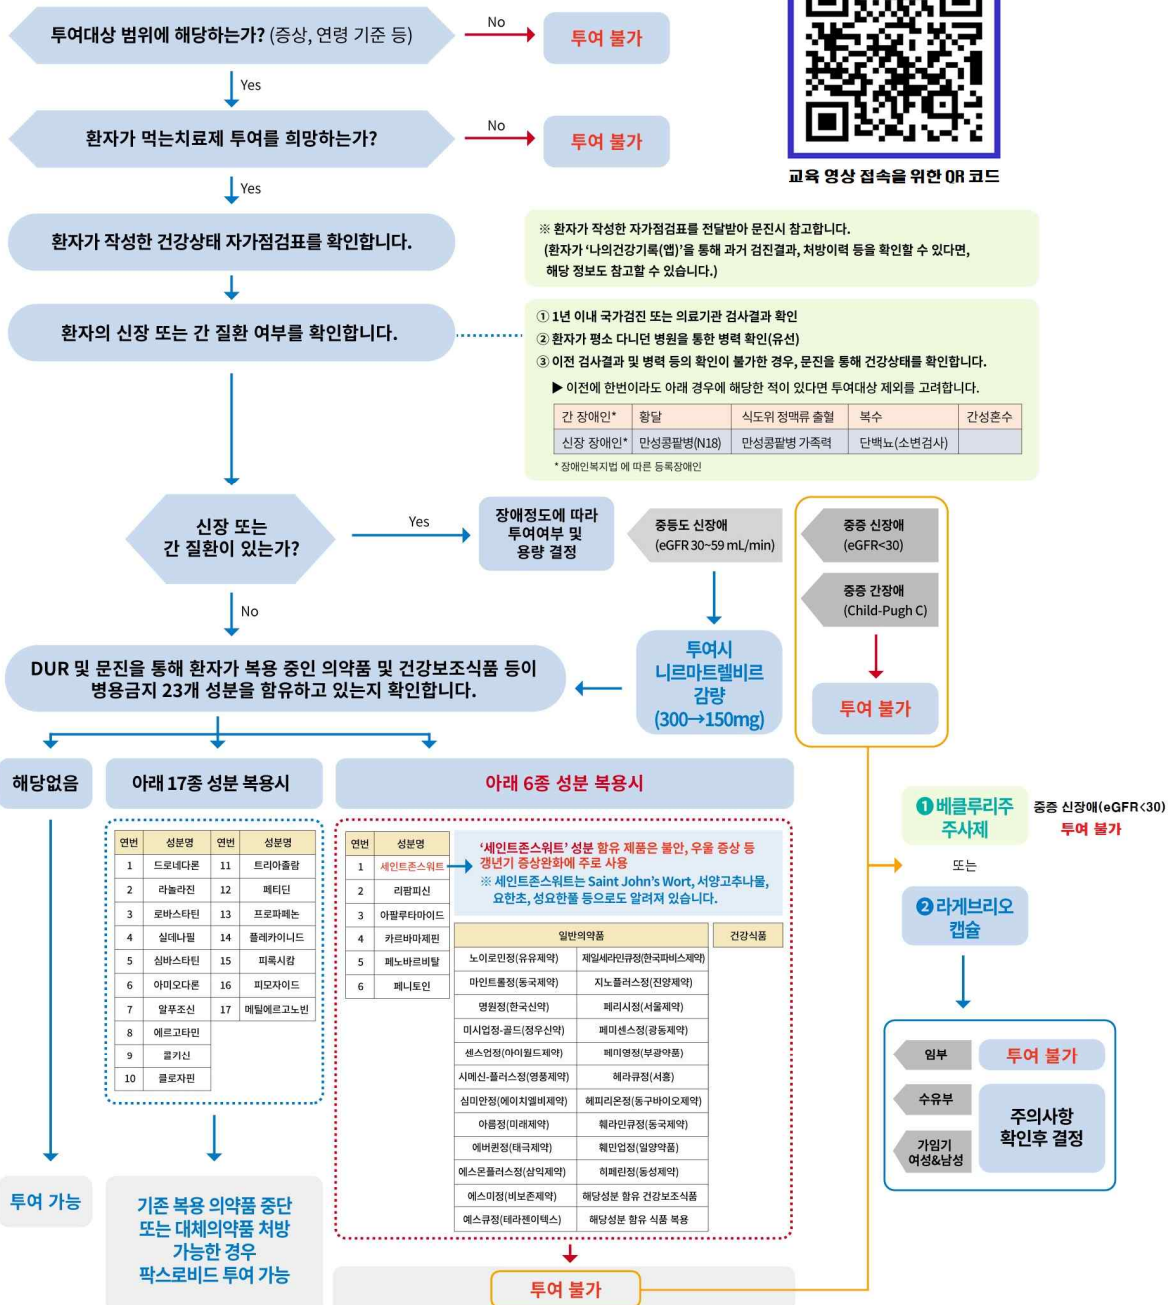 투여대상 범위에 해당하는가? (증상, 연령 기준 등)
No
투여 불가
Yes
환자가 먹는치료제 투여를 희망하는가?
No
투여 불가
Yes
교육 영상 접속을 위한 QR 코드
환자가 작성한 건강상태 자가점검표를 확인합니다.
※ 환자가 작성한 자가점검표를 전달받아 문진시 참고합니다.
(환자가 ‘나의건강기록(앱)’을 통해 과거 검진결과, 처방이력 등을 확인할 수 있다면,
해당 정보도 참고할 수 있습니다.)
환자의 신장 또는 간 질환 여부를 확인합니다.
① 1년 이내 국가검진 또는 의료기관 검사결과 확인
② 환자가 평소 다니던 병원을 통한 병력 확인(유선)
③ 이전 검사결과 및 병력 등의 확인이 불가한 경우, 문진을 통해 건강상태를 확인합니다.
▶ 이전에 한번이라도 아래 경우에 해당한 적이 있다면 투여대상 제외를 고려합니다.
간 장애인* 황달 식도위 정맥류 출혈 복수 간성혼수
신장 장애인* 만성콩팥병(N18) 만성콩팥병 가족력 단백뇨(소변검사)
* 장애인복지법 에 따른 등록장애인
신장 또는
간 질환이 있는가?
Yes
장애정도에 따라
투여여부 및
용량 결정
중등도 신장애
(eGFR 30~59 mL/min)
중증 신장애
(eGFR<30)
중증 간장애
(Child-Pugh C)
투여 불가
No
투여시
니르마트렐비르
감량
(300→150mg)
DUR 및 문진을 통해 환자가 복용 중인 의약품 및 건강보조식품 등이
병용금지 23개 성분을 함유하고 있는지 확인합니다.
해당없음
아래 17종 성분 복용시
아래 6종 성분 복용시
연번 성분명 연번 성분명
1 드로네다론 11 트리아졸람
2 라놀라진 12 페티딘
3 로바스타틴 13 프로파페논
4 실데나필 14 플레카이니드
5 심바스타틴 15 피록시캄
6 아미오다론 16 피모자이드
7 알푸조신 17 메틸에르고노빈
8 에르고타민
9 콜키신
10 클로자핀
연번 성분명
1 세인트존스워트
2 리팜피신
3 아팔루타마이드
4 카르바마제핀
5 페노바르비탈
6 페니토인
‘세인트존스워트’ 성분 함유 제품은 불안, 우울 증상 등
갱년기 증상완화에 주로 사용
※ 세인트존스워트는 Saint John’s Wort, 서양고추나물,
요한초, 성요한풀 등으로도 알려져 있습니다.
일반의약품 건강식품
노이로민정(유유제약) 제일세라민큐정(한국파비스제약)
마인트롤정(동국제약) 지노플러스정(진양제약)
명원정(한국신약) 페리시정(서울제약)
미시업정-골드(정우신약) 페미센스정(광동제약)
센스업정(아이월드제약) 페미영정(부광약품)
시메신-플러스정(영풍제약) 헤라큐정(서흥)
심미안정(에이치엘비제약) 헤피리온정(동구바이오제약)
아름정(미래제약) 훼라민큐정(동국제약)
에버퀸정(태극제약) 훼민업정(일양약품)
에스몬플러스정(삼익제약) 히페린정(동성제약)
에스미정(비보존제약) 해당성분 함유 건강보조식품
예스큐정(테라젠이텍스) 해당성분 함유 식품 복용
❶베클루리주
주사제
중증 신장애(eGFR<30)
투여 불가
또는
❷라게브리오
캡슐
임부
투여 불가
수유부
가임기
여성&남성
주의사항
확인후 결정
투여 가능
기존 복용 의약품 중단
또는 대체의약품 처방
가능한 경우
팍스로비드 투여 가능
투여 불가